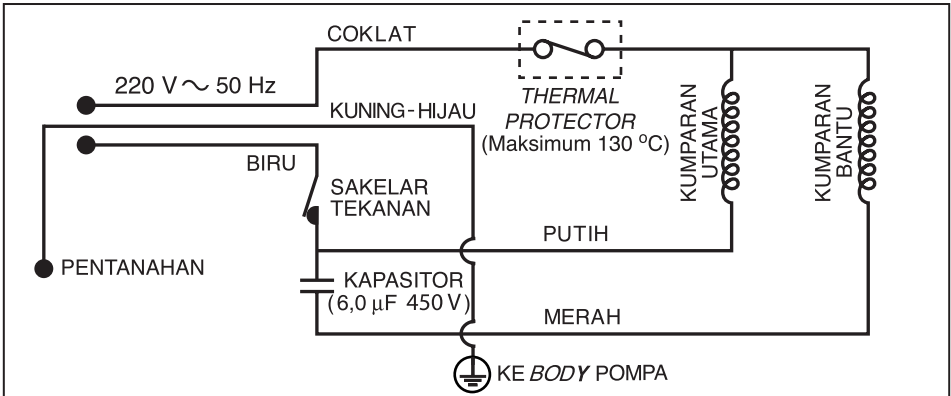 COKLAT
220 V ~ 50 Hz
THERMAL
PROTECTOR
(Maksimum 130 °C)
KUNING-HIJAU
KUMPARAN
UTAMA
KUMPARAN
BANTU
BIRU
SAKELAR
TEKANAN
PUTIH
PENTANAHAN
KAPASITOR
(6,0 µF 450 V)
MERAH
KE BODY POMPA